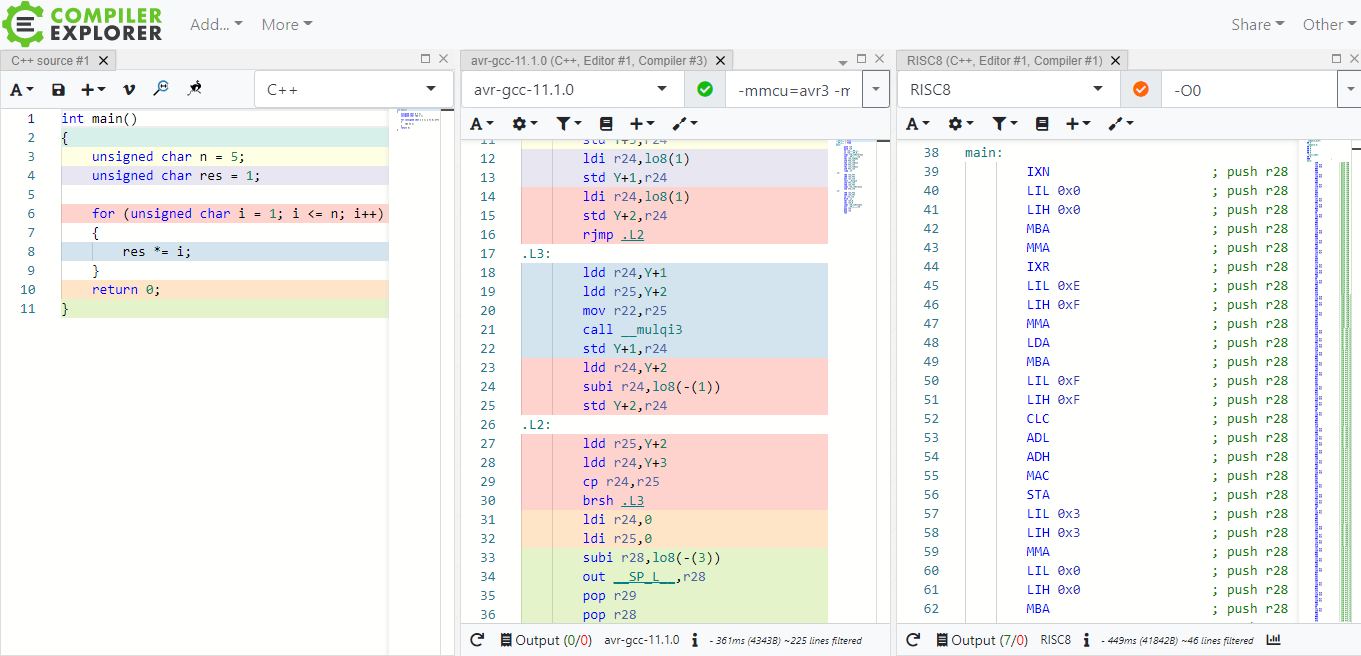 COMPILER
EXPLORER
Add...
More
Share
Other
C++ source #1
A
C++
1 int main()
2 {
3 unsigned char n = 5;
4 unsigned char res = 1;
5
6 for (unsigned char i = 1; i <= n; i++)
7 {
8 res *= i;
9 }
10 return 0;
11 }
avr-gcc-11.1.0 (C++, Editor #1, Compiler #3)
avr-gcc-11.1.0
-mmcu=avr3 -m
A
11 std Y+3,r24
12 ldi r24,lo8(1)
13 std Y+1,r24
14 ldi r24,lo8(1)
15 std Y+2,r24
16 rjmp .L2
17 .L3:
18 ldd r24,Y+1
19 ldd r25,Y+2
20 mov r22,r25
21 call __mulqi3
22 std Y+1,r24
23 ldd r24,Y+2
24 subi r24,lo8(-(1))
25 std Y+2,r24
26 .L2:
27 ldd r25,Y+2
28 ldd r24,Y+3
29 cp r24,r25
30 brsh .L3
31 ldi r24,0
32 ldi r25,0
33 subi r28,lo8(-(3))
34 out __SP_L__,r28
35 pop r29
36 pop r28
Output (0/0) avr-gcc-11.1.0 i - 361ms (4343B) ~225 lines filtered
RISC8 (C++, Editor #1, Compiler #1)
RISC8
-O0
A
38 main:
39 IXN ; push r28
40 LIL 0x0 ; push r28
41 LIH 0x0 ; push r28
42 MBA ; push r28
43 MMA ; push r28
44 IXR ; push r28
45 LIL 0xE ; push r28
46 LIH 0xF ; push r28
47 MMA ; push r28
48 LDA ; push r28
49 MBA ; push r28
50 LIL 0xF ; push r28
51 LIH 0xF ; push r28
52 CLC ; push r28
53 ADL ; push r28
54 ADH ; push r28
55 MAC ; push r28
56 STA ; push r28
57 LIL 0x3 ; push r28
58 LIH 0x3 ; push r28
59 MMA ; push r28
60 LIL 0x0 ; push r28
61 LIH 0x0 ; push r28
62 MBA ; push r28
Output (7/0) RISC8 i - 449ms (41842B) ~46 lines filtered